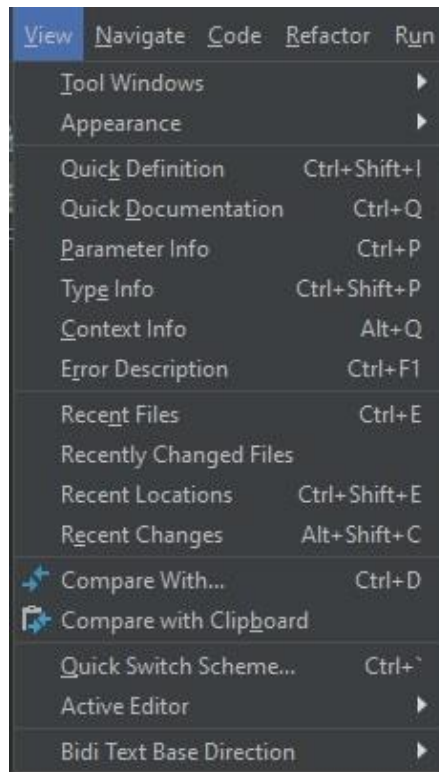 View Navigate Code Refactor Run
Tool Windows
Appearance
Quick Definition Ctrl+Shift+I
Quick Documentation Ctrl+Q
Parameter Info Ctrl+P
Type Info Ctrl+Shift+P
Context Info Alt+Q
Error Description Ctrl+F1
Recent Files Ctrl+E
Recently Changed Files
Recent Locations Ctrl+Shift+E
Recent Changes Alt+Shift+C
Compare With... Ctrl+D
Compare with Clipboard
Quick Switch Scheme... Ctrl+`
Active Editor
Bidi Text Base Direction